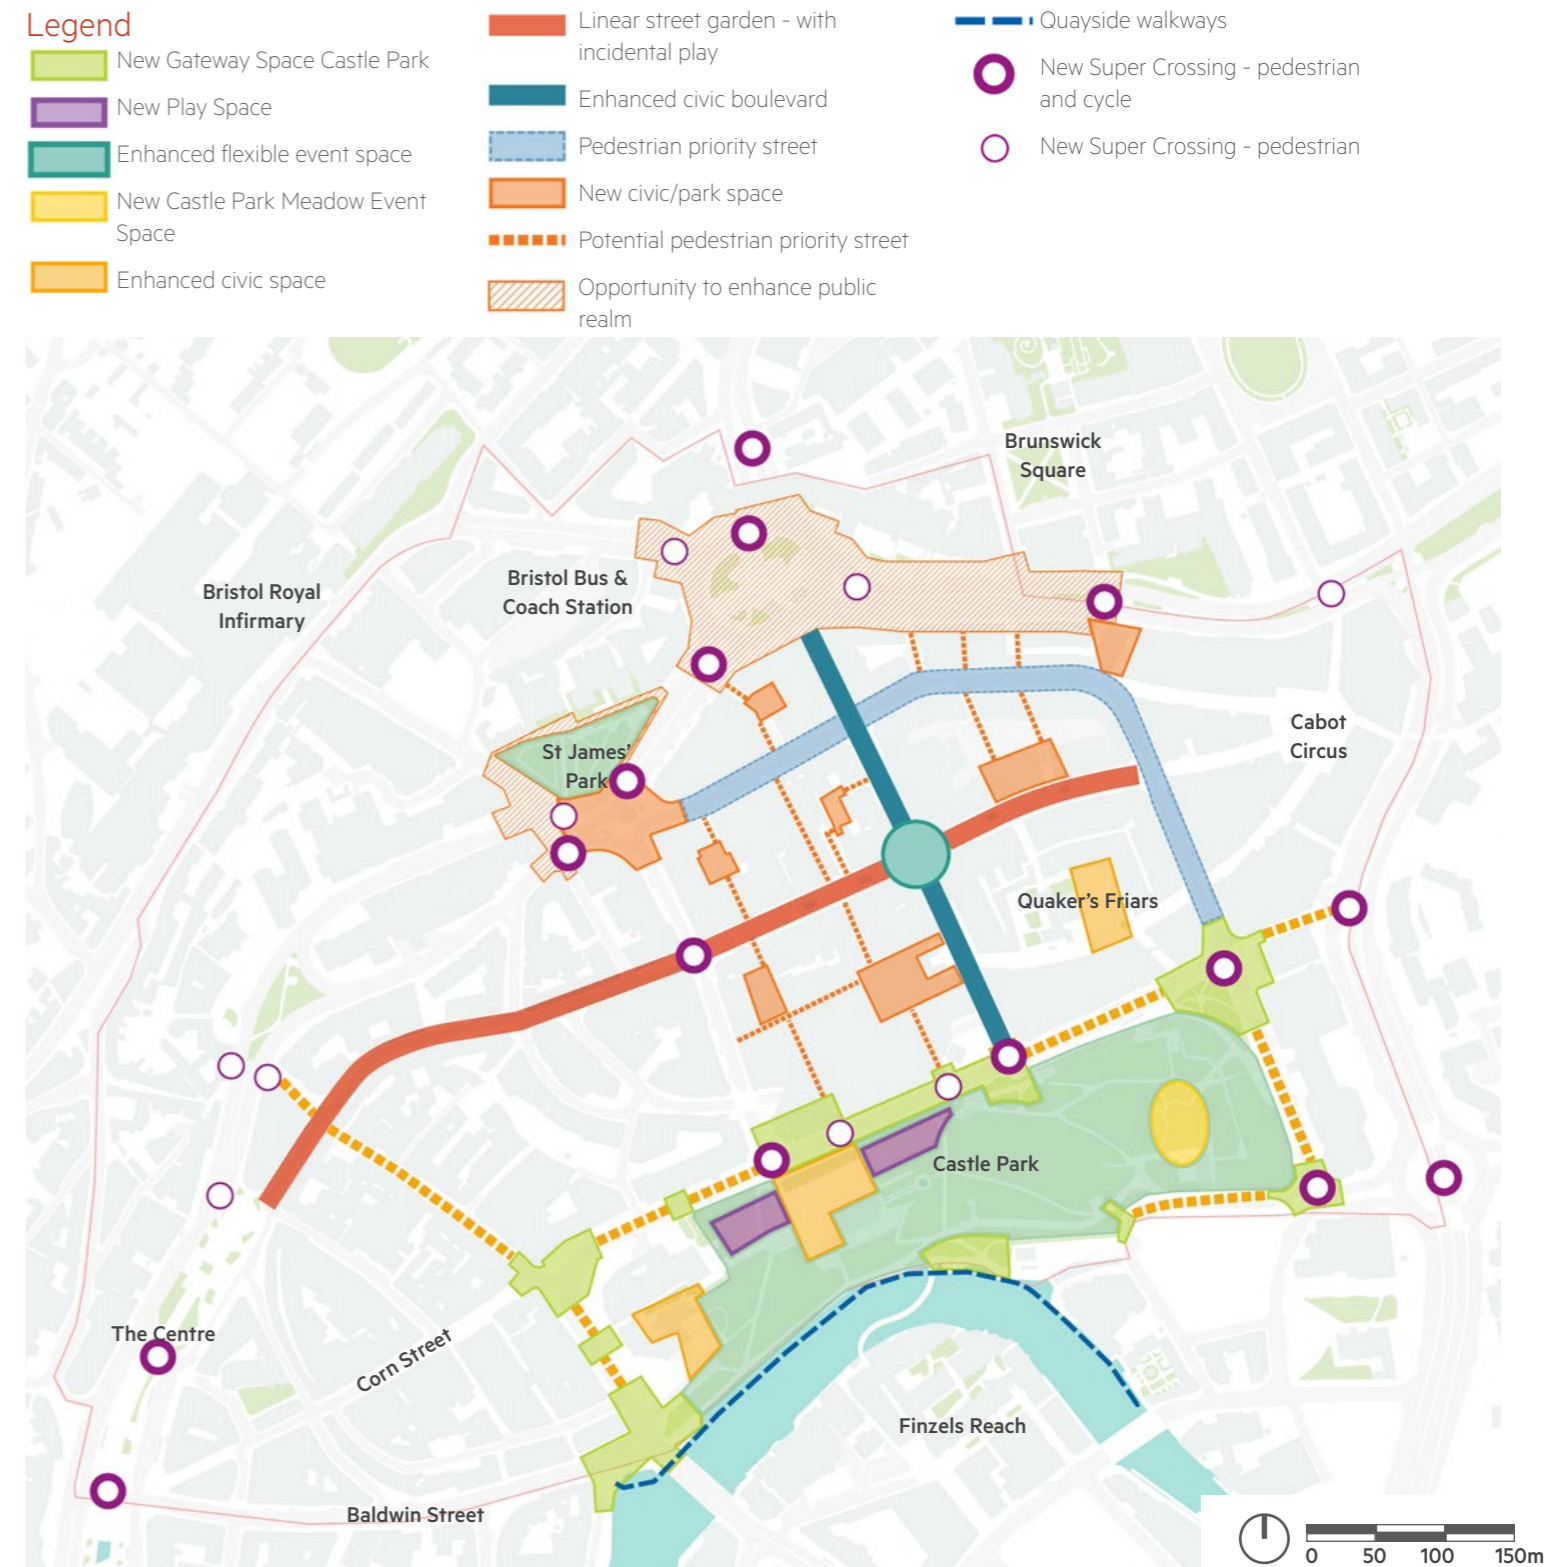 Legend
New Gateway Space Castle Park
New Play Space
Enhanced flexible event space
New Castle Park Meadow Event
Space
Enhanced civic space
Linear street garden - with
incidental play
Enhanced civic boulevard
Pedestrian priority street
New civic/park space
Potential pedestrian priority street
Opportunity to enhance public
realm
Quayside walkways
New Super Crossing - pedestrian
and cycle
New Super Crossing - pedestrian
Brunswick
Square
Bristol Royal
Infirmary
Bristol Bus &
Coach Station
Cabot
Circus
St James'
Park
Quaker's Friars
Castle Park
The Centre
Corn Street
Finzels Reach
Baldwin Street
0 50 100 150m